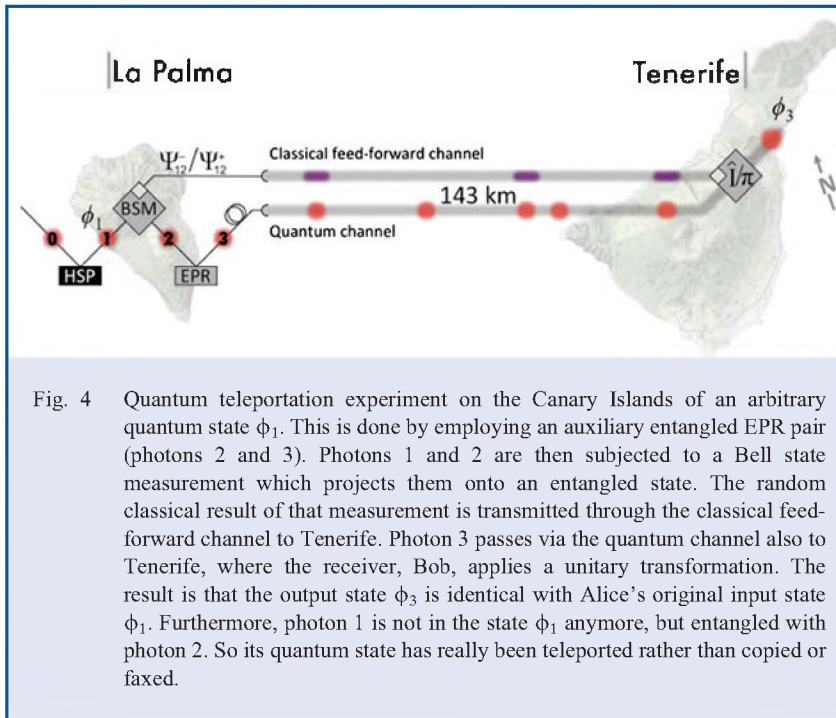 La Palma
Tenerife
ϕ3
Ψ⁻12/Ψ⁺12
Classical feed-forward channel
Î/π
N
BSM
143 km
ϕ1
0
1
2
3
Quantum channel
HSP
EPR
Fig. 4 Quantum teleportation experiment on the Canary Islands of an arbitrary
quantum state ϕ1. This is done by employing an auxiliary entangled EPR pair
(photons 2 and 3). Photons 1 and 2 are then subjected to a Bell state
measurement which projects them onto an entangled state. The random
classical result of that measurement is transmitted through the classical feed-
forward channel to Tenerife. Photon 3 passes via the quantum channel also to
Tenerife, where the receiver, Bob, applies a unitary transformation. The
result is that the output state ϕ3 is identical with Alice's original input state
ϕ1. Furthermore, photon 1 is not in the state ϕ1 anymore, but entangled with
photon 2. So its quantum state has really been teleported rather than copied or
faxed.